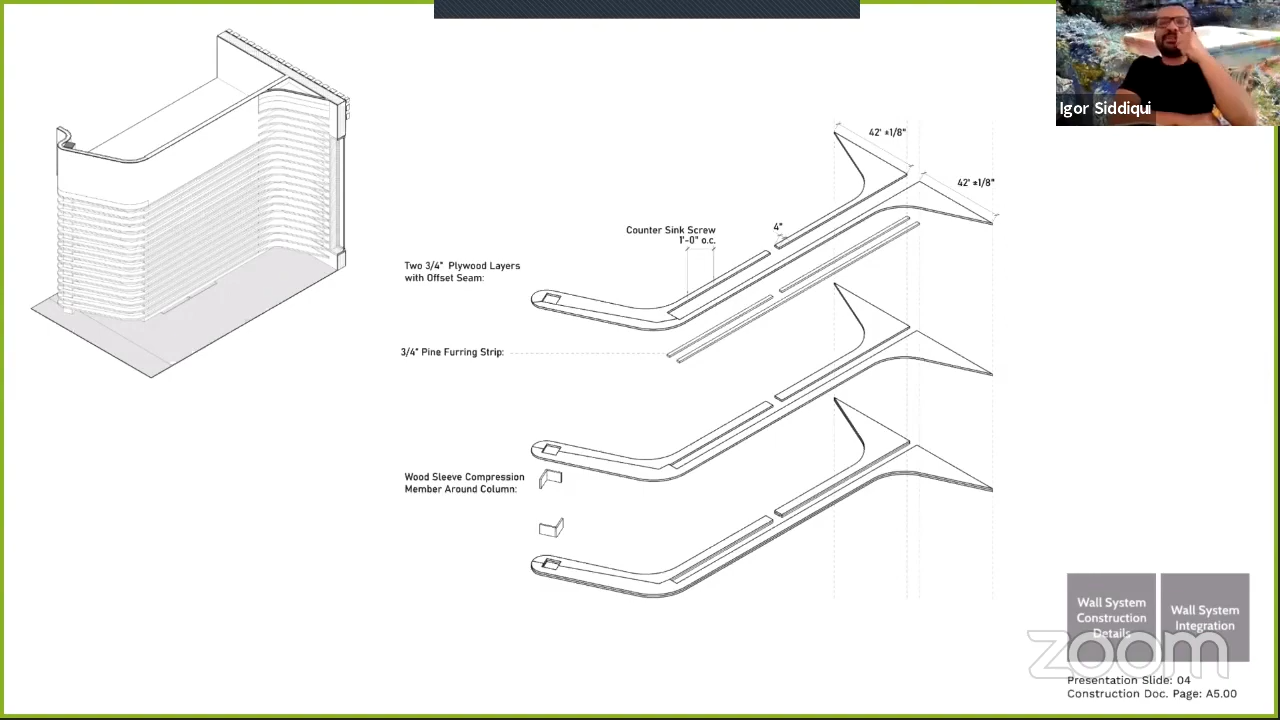 Igor Siddiqui
42' ±1/8"
42' ±1/8"
4"
Counter Sink Screw
1'-0" o.c.
Two 3/4" Plywood Layers
with Offset Seam:
3/4" Pine Furring Strip:
Wood Sleeve Compression
Member Around Column:
Wall System
Construction
Details
Wall System
Integration
zoom
Presentation Slide: 04
Construction Doc. Page: A5.00